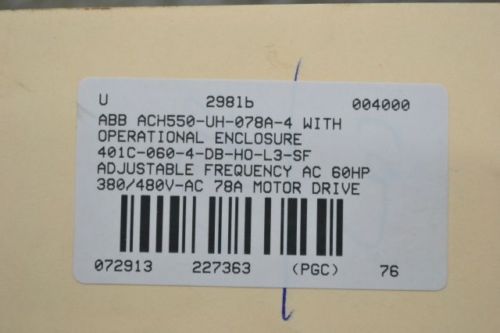 U 2981b 004000
ABB ACH550-UH-078A-4 WITH
OPERATIONAL ENCLOSURE
401C-060-4-DB-HO-L3-SF
ADJUSTABLE FREQUENCY AC 60HP
380/480V-AC 78A MOTOR DRIVE
072913 227363 (PGC) 76